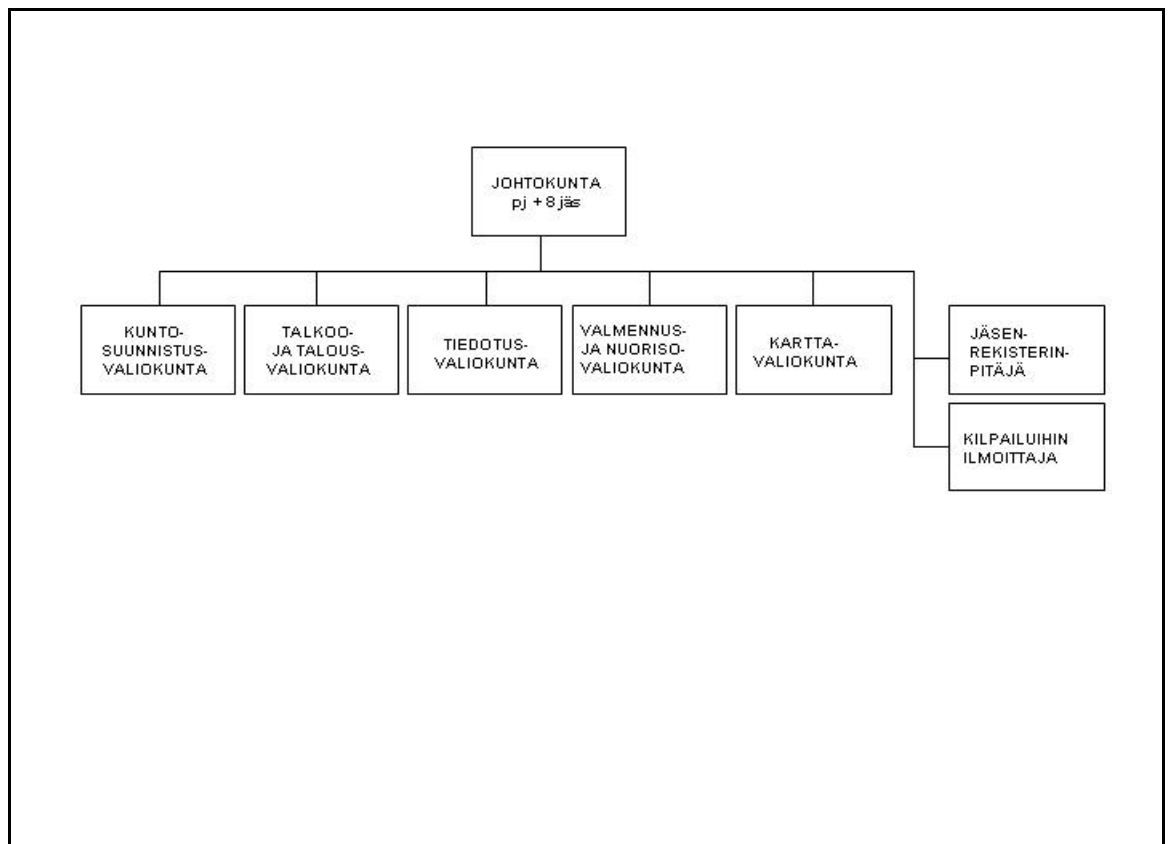 JOHTOKUNTA
pj + 8 jäs
KUNTO-
SUUNNISTUS-
VALIOKUNTA
TALKOO-
JA TALOUS-
VALIOKUNTA
TIEDOTUS-
VALIOKUNTA
VALMENNUS-
JA NUORISO-
VALIOKUNTA
KARTTA-
VALIOKUNTA
JÄSEN-
REKISTERIN-
PITÄJÄ
KILPAILUIHIN
ILMOITTAJA